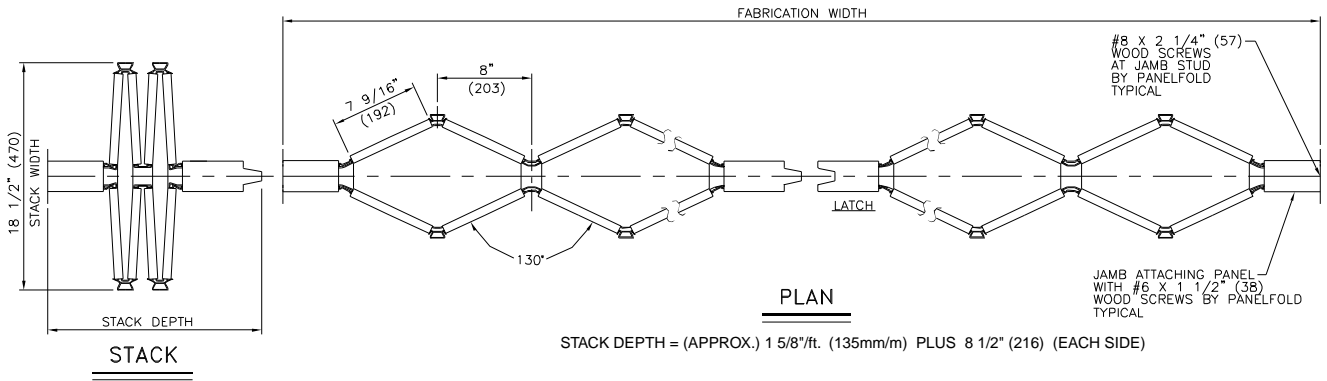 FABRICATION WIDTH
#8 X 2 1/4" (57)
WOOD SCREWS
AT JAMB STUD
BY PANELFOLD
TYPICAL
8"
(203)
7 9/16"
(192)
18 1/2" (470)
STACK WIDTH
LATCH
130°
JAMB ATTACHING PANEL
WITH #6 X 1 1/2" (38)
WOOD SCREWS BY PANELFOLD
TYPICAL
PLAN
STACK DEPTH
STACK DEPTH = (APPROX.) 1 5/8"/ft. (135mm/m) PLUS 8 1/2" (216) (EACH SIDE)
STACK